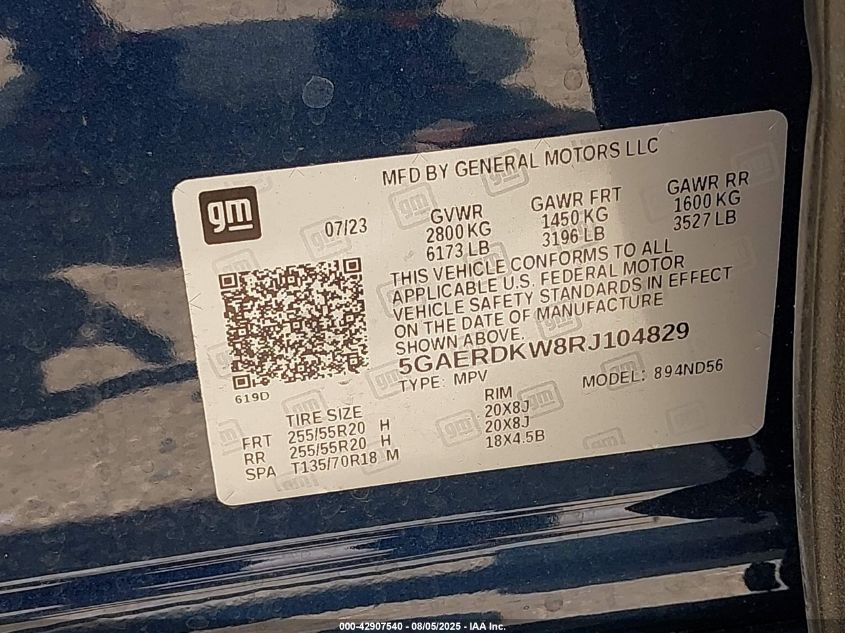 MFD BY GENERAL MOTORS LLC
gm
07/23
GVWR
2800 KG
6173 LB
GAWR FRT
1450 KG
3196 LB
GAWR RR
1600 KG
3527 LB
THIS VEHICLE CONFORMS TO ALL
APPLICABLE U.S. FEDERAL MOTOR
VEHICLE SAFETY STANDARDS IN EFFECT
ON THE DATE OF MANUFACTURE
SHOWN ABOVE.
5GAERDKW8RJ104829
TYPE: MPV
MODEL: 894ND56
619D
TIRE SIZE
RIM
FRT 255/55R20 H 20X8J
RR 255/55R20 H 20X8J
SPA T135/70R18 M 18X4.5B
000-42907540 - 08/05/2025 - IAA Inc.